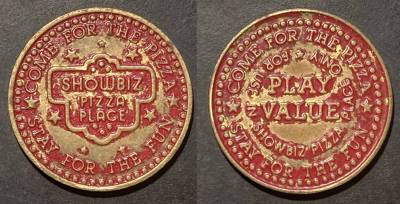 COME FOR THE PIZZA
SHOWBIZ
PIZZA
PLACE
STAY FOR THE FUN
COME FOR THE PIZZA
PLAY
VALUE
SHOWBIZ PIZZA PLACE
STAY FOR THE FUN